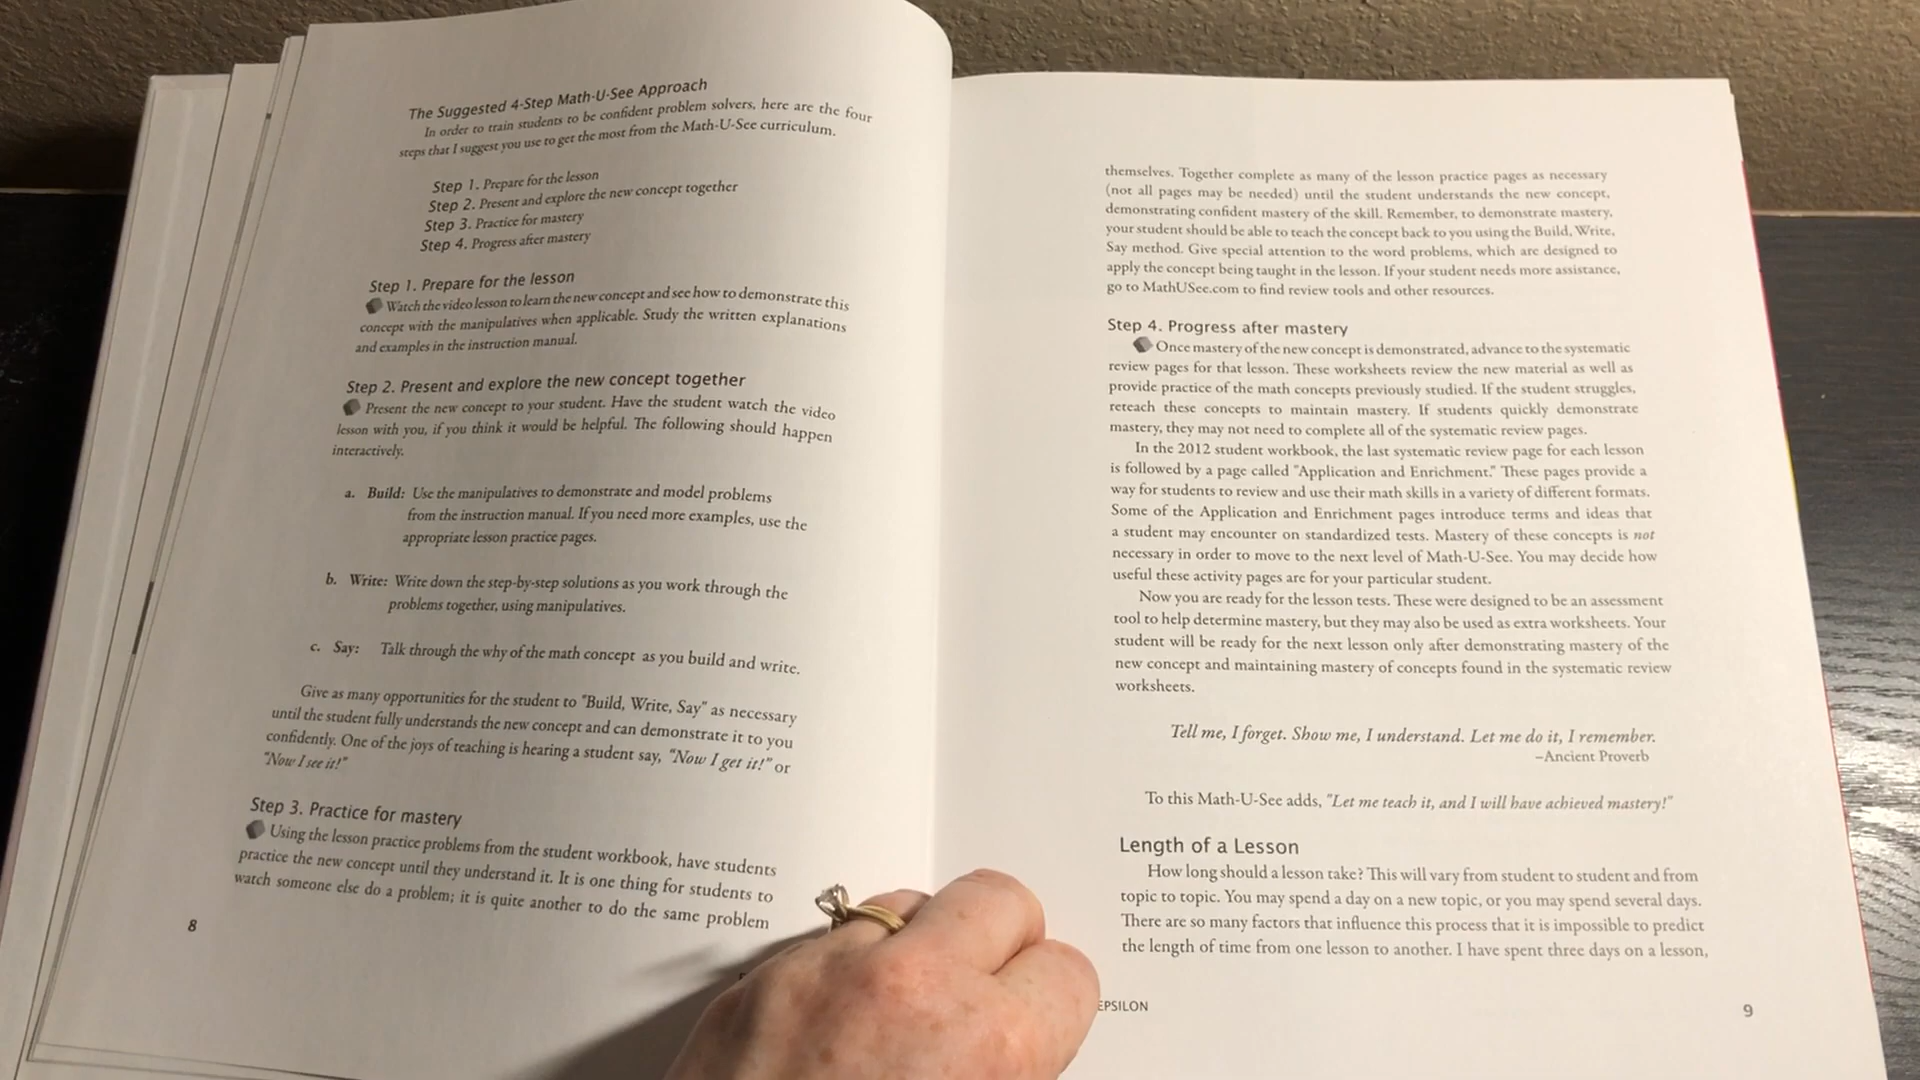 The Suggested 4-Step Math-U-See Approach
In order to train students to be confident problem solvers, here are the four
steps that I suggest you use to get the most from the Math-U-See curriculum.
Step 1. Prepare for the lesson
Step 2. Present and explore the new concept together
Step 3. Practice for mastery
Step 4. Progress after mastery
Step 1. Prepare for the lesson
Watch the video lesson to learn the new concept and see how to demonstrate this
concept with the manipulatives when applicable. Study the written explanations
and examples in the instruction manual.
Step 2. Present and explore the new concept together
Present the new concept to your student. Have the student watch the video
lesson with you, if you think it would be helpful. The following should happen
interactively.
a. Build: Use the manipulatives to demonstrate and model problems
from the instruction manual. If you need more examples, use the
appropriate lesson practice pages.
b. Write: Write down the step-by-step solutions as you work through the
problems together, using manipulatives.
c. Say: Talk through the why of the math concept as you build and write.
Give as many opportunities for the student to "Build, Write, Say" as necessary
until the student fully understands the new concept and can demonstrate it to you
confidently. One of the joys of teaching is hearing a student say, "Now I get it!" or
"Now I see it!"
Step 3. Practice for mastery
Using the lesson practice problems from the student workbook, have students
practice the new concept until they understand it. It is one thing for students to
watch someone else do a problem; it is quite another to do the same problem
8
themselves. Together complete as many of the lesson practice pages as necessary
(not all pages may be needed) until the student understands the new concept,
demonstrating confident mastery of the skill. Remember, to demonstrate mastery,
your student should be able to teach the concept back to you using the Build, Write,
Say method. Give special attention to the word problems, which are designed to
apply the concept being taught in the lesson. If your student needs more assistance,
go to MathUSee.com to find review tools and other resources.
Step 4. Progress after mastery
Once mastery of the new concept is demonstrated, advance to the systematic
review pages for that lesson. These worksheets review the new material as well as
provide practice of the math concepts previously studied. If the student struggles,
reteach these concepts to maintain mastery. If students quickly demonstrate
mastery, they may not need to complete all of the systematic review pages.
In the 2012 student workbook, the last systematic review page for each lesson
is followed by a page called "Application and Enrichment." These pages provide a
way for students to review and use their math skills in a variety of different formats.
Some of the Application and Enrichment pages introduce terms and ideas that
a student may encounter on standardized tests. Mastery of these concepts is not
necessary in order to move to the next level of Math-U-See. You may decide how
useful these activity pages are for your particular student.
Now you are ready for the lesson tests. These were designed to be an assessment
tool to help determine mastery, but they may also be used as extra worksheets. Your
student will be ready for the next lesson only after demonstrating mastery of the
new concept and maintaining mastery of concepts found in the systematic review
worksheets.
Tell me, I forget. Show me, I understand. Let me do it, I remember.
–Ancient Proverb
To this Math-U-See adds, "Let me teach it, and I will have achieved mastery!"
Length of a Lesson
How long should a lesson take? This will vary from student to student and from
topic to topic. You may spend a day on a new topic, or you may spend several days.
There are so many factors that influence this process that it is impossible to predict
the length of time from one lesson to another. I have spent three days on a lesson,
EPSILON
9